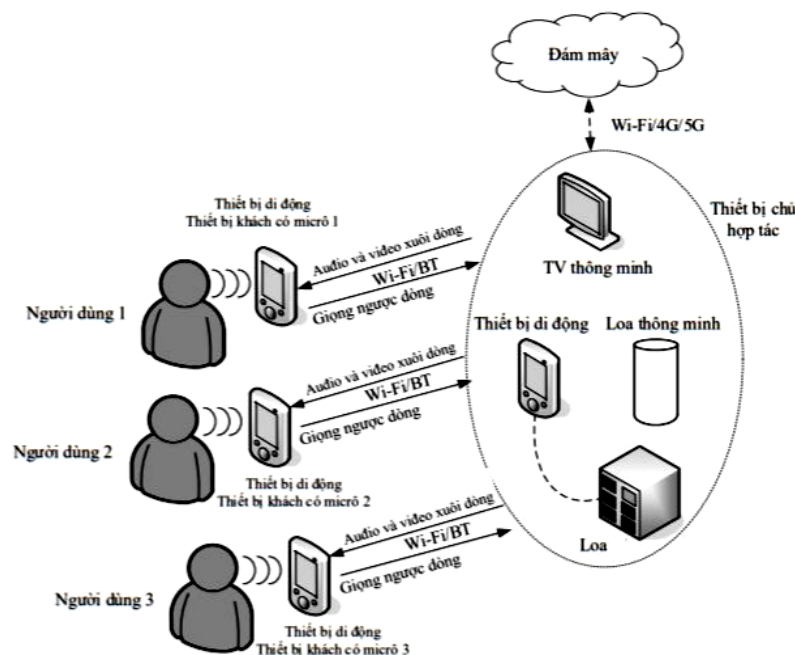 Đám mây
Wi-Fi/4G/5G
Thiết bị di động
Thiết bị khách có micrô 1
Thiết bị chủ
hợp tác
Audio và video xuôi dòng
Wi-Fi/BT
Giọng ngược dòng
TV thông minh
Người dùng 1
Thiết bị di động
Loa thông minh
Audio và video xuôi dòng
Wi-Fi/BT
Giọng ngược dòng
Người dùng 2
Thiết bị di động
Thiết bị khách có micrô 2
Audio và video xuôi dòng
Wi-Fi/BT
Giọng ngược dòng
Loa
Người dùng 3
Thiết bị di động
Thiết bị khách có micrô 3